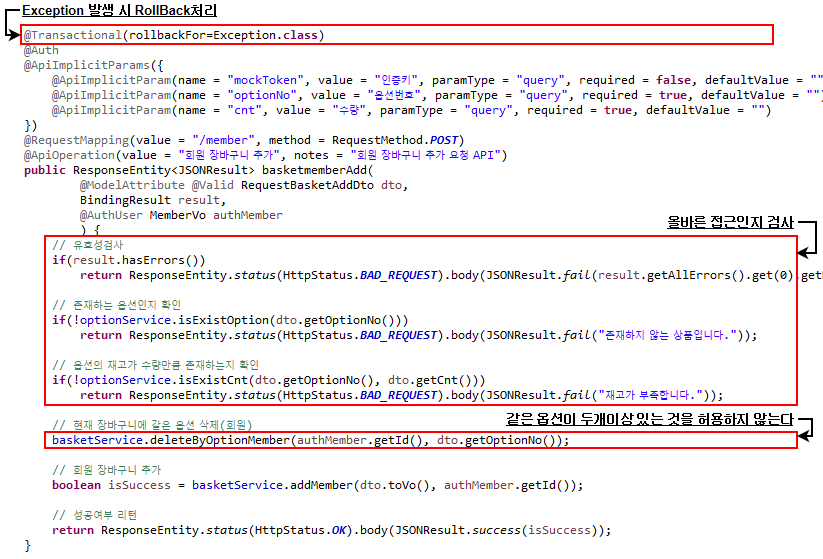 Exception 발생 시 RollBack처리
@Transactional(rollbackFor=Exception.class)
@Auth
@ApiImplicitParams({
@ApiImplicitParam(name = "mockToken", value = "인증키", paramType = "query", required = false, defaultValue = ""
@ApiImplicitParam(name = "optionNo", value = "옵션번호", paramType = "query", required = true, defaultValue = "")
@ApiImplicitParam(name = "cnt", value = "수량", paramType = "query", required = true, defaultValue = "")
})
@RequestMapping(value = "/member", method = RequestMethod.POST)
@ApiOperation(value = "회원 장바구니 추가", notes = "회원 장바구니 추가 요청 API")
public ResponseEntity<JSONResult> basketmemberAdd(
@ModelAttribute @Valid RequestBasketAddDto dto,
BindingResult result,
@AuthUser MemberVo authMember
) {
올바른 접근인지 검사
// 유효성검사
if(result.hasErrors())
return ResponseEntity.status(HttpStatus.BAD_REQUEST).body(JSONResult.fail(result.getAllErrors().get(0).get
// 존재하는 옵션인지 확인
if(!optionService.isExistOption(dto.getOptionNo()))
return ResponseEntity.status(HttpStatus.BAD_REQUEST).body(JSONResult.fail("존재하지 않는 상품입니다."));
// 옵션의 재고가 수량만큼 존재하는지 확인
if(!optionService.isExistCnt(dto.getOptionNo(), dto.getCnt()))
return ResponseEntity.status(HttpStatus.BAD_REQUEST).body(JSONResult.fail("재고가 부족합니다."));
같은 옵션이 두개이상 있는 것을 허용하지 않는다
// 현재 장바구니에 같은 옵션 삭제(회원)
basketService.deleteByOptionMember(authMember.getId(), dto.getOptionNo());
// 회원 장바구니 추가
boolean isSuccess = basketService.addMember(dto.toVo(), authMember.getId());
// 성공여부 리턴
return ResponseEntity.status(HttpStatus.OK).body(JSONResult.success(isSuccess));
}